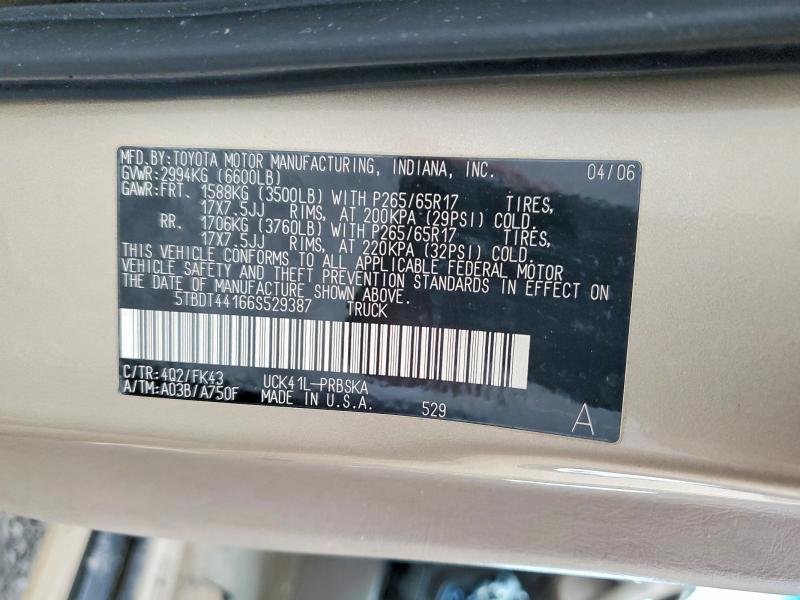 MFD.BY:TOYOTA MOTOR MANUFACTURING, INDIANA, INC. 04/06
GVWR:2994KG (6600LB)
GAWR:FRT. 1588KG (3500LB) WITH P265/65R17 TIRES,
17X7.5JJ RIMS, AT 200KPA (29PSI) COLD.
RR. 1706KG (3760LB) WITH P265/65R17 TIRES,
17X7.5JJ RIMS, AT 220KPA (32PSI) COLD.
THIS VEHICLE CONFORMS TO ALL APPLICABLE FEDERAL MOTOR
VEHICLE SAFETY AND THEFT PREVENTION STANDARDS IN EFFECT ON
THE DATE OF MANUFACTURE SHOWN ABOVE.
5TBDT44166S529387 TRUCK
C/TR:4Q2/FK43 UCK41L-PRBSKA
A/TM:A03B/A750F MADE IN U.S.A. 529 A